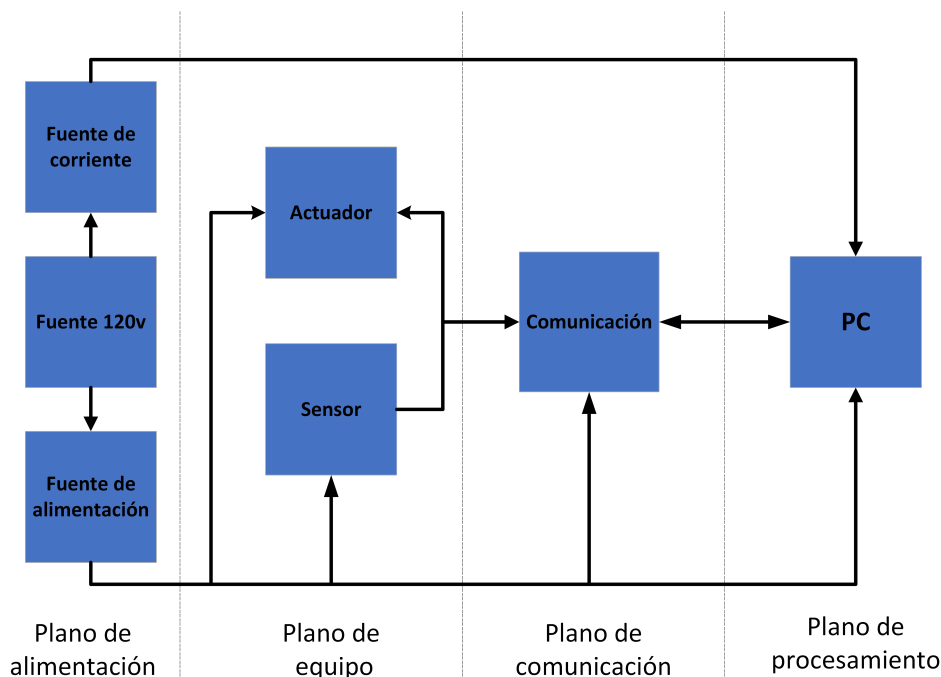 Fuente de
corriente
Actuador
Fuente 120v
Comunicación
PC
Sensor
Fuente de
alimentación
Plano de
alimentación
Plano de
equipo
Plano de
comunicación
Plano de
procesamiento